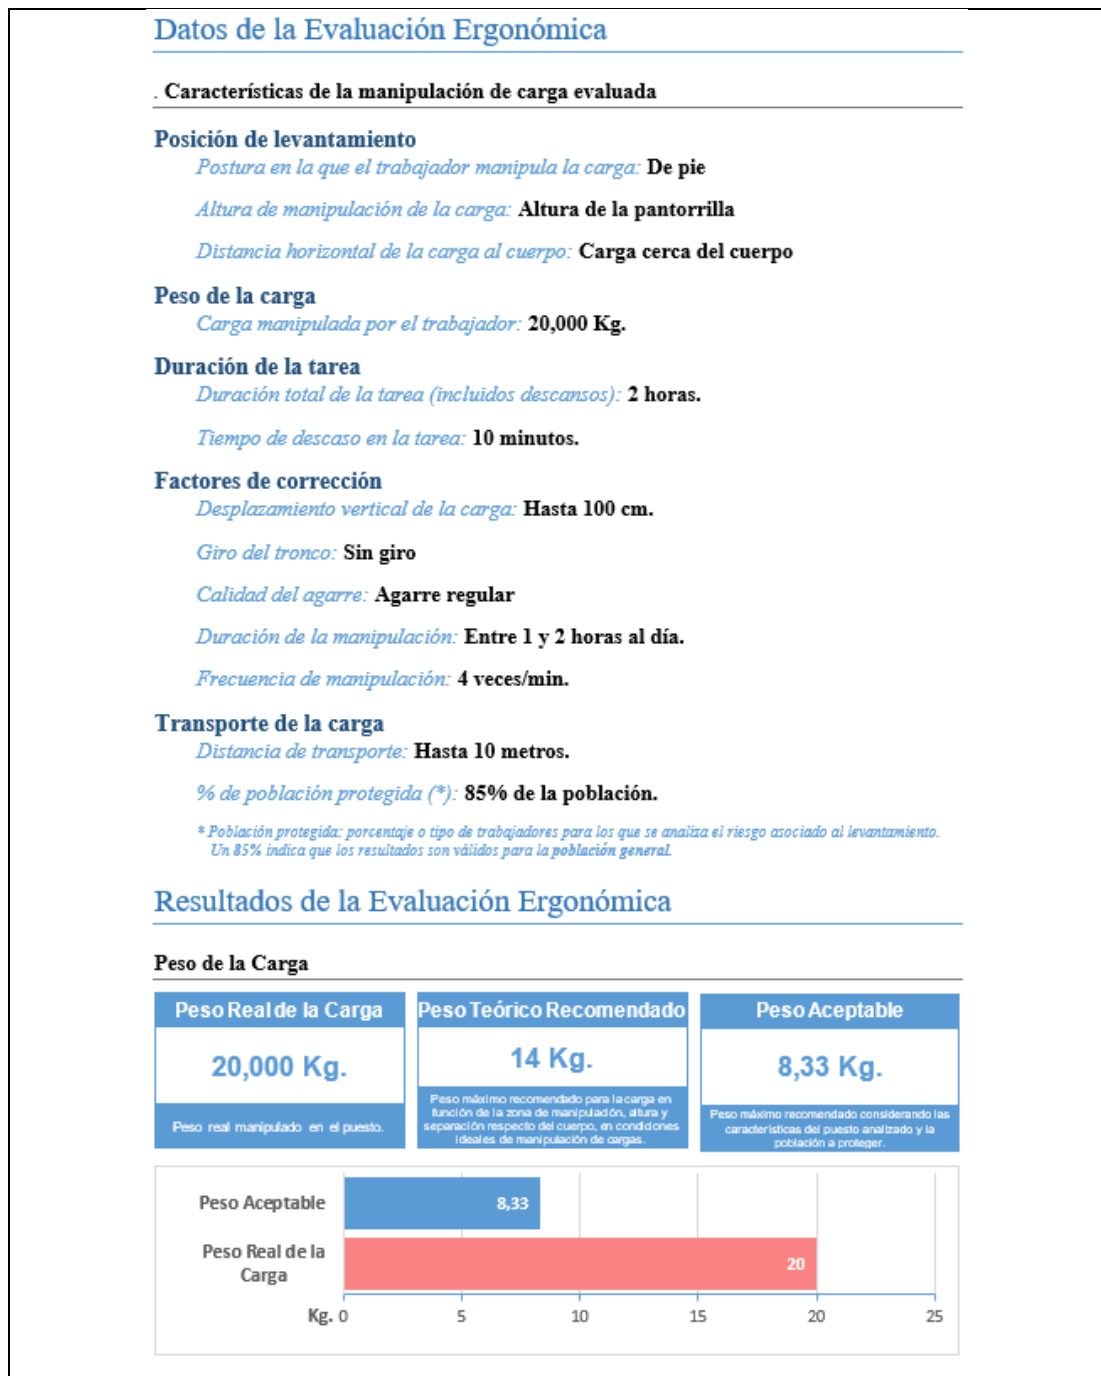 Datos de la Evaluación Ergonómica
. Características de la manipulación de carga evaluada
Posición de levantamiento
Postura en la que el trabajador manipula la carga: De pie
Altura de manipulación de la carga: Altura de la pantorrilla
Distancia horizontal de la carga al cuerpo: Carga cerca del cuerpo
Peso de la carga
Carga manipulada por el trabajador: 20,000 Kg.
Duración de la tarea
Duración total de la tarea (incluidos descansos): 2 horas.
Tiempo de descaso en la tarea: 10 minutos.
Factores de corrección
Desplazamiento vertical de la carga: Hasta 100 cm.
Giro del tronco: Sin giro
Calidad del agarre: Agarre regular
Duración de la manipulación: Entre 1 y 2 horas al día.
Frecuencia de manipulación: 4 veces/min.
Transporte de la carga
Distancia de transporte: Hasta 10 metros.
% de población protegida (*): 85% de la población.
* Población protegida: porcentaje o tipo de trabajadores para los que se analiza el riesgo asociado al levantamiento.
Un 85% indica que los resultados son válidos para la población general.
Resultados de la Evaluación Ergonómica
Peso de la Carga
Peso Real de la Carga
20,000 Kg.
Peso real manipulado en el puesto.
Peso Teórico Recomendado
14 Kg.
Peso máximo recomendado para la carga en
función de la zona de manipulación, altura y
separación respecto del cuerpo, en condiciones
ideales de manipulación de cargas.
Peso Aceptable
8,33 Kg.
Peso máximo recomendado considerando las
características del puesto analizado y la
población a proteger.
Peso Aceptable
8,33
Peso Real de la
Carga
20
Kg. 0 5 10 15 20 25